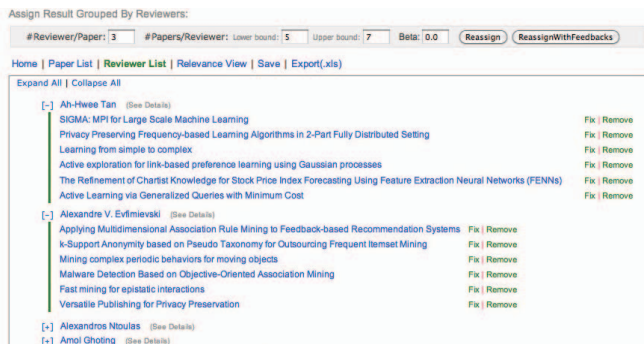 Assign Result Grouped By Reviewers:
#Reviewer/Paper: 3 #Papers/Reviewer: Lower bound: 5 Upper bound: 7 Beta: 0.0 Reassign ReassignWithFeedbacks
Home | Paper List | Reviewer List | Relevance View | Save | Export(.xls)
Expand All | Collapse All
[-] Ah-Hwee Tan (See Details)
SIGMA: MPI for Large Scale Machine Learning Fix | Remove
Privacy Preserving Frequency-based Learning Algorithms in 2-Part Fully Distributed Setting Fix | Remove
Learning from simple to complex Fix | Remove
Active exploration for link-based preference learning using Gaussian processes Fix | Remove
The Refinement of Chartist Knowledge for Stock Price Index Forecasting Using Feature Extraction Neural Networks (FENNs) Fix | Remove
Active Learning via Generalized Queries with Minimum Cost Fix | Remove
[-] Alexandre V. Evfimievski (See Details)
Applying Multidimensional Association Rule Mining to Feedback-based Recommendation Systems Fix | Remove
k-Support Anonymity based on Pseudo Taxonomy for Outsourcing Frequent Itemset Mining Fix | Remove
Mining complex periodic behaviors for moving objects Fix | Remove
Malware Detection Based on Objective-Oriented Association Mining Fix | Remove
Fast mining for epistatic interactions Fix | Remove
Versatile Publishing for Privacy Preservation Fix | Remove
[+] Alexandros Ntoulas (See Details)
[+] Amol Ghoting (See Details)